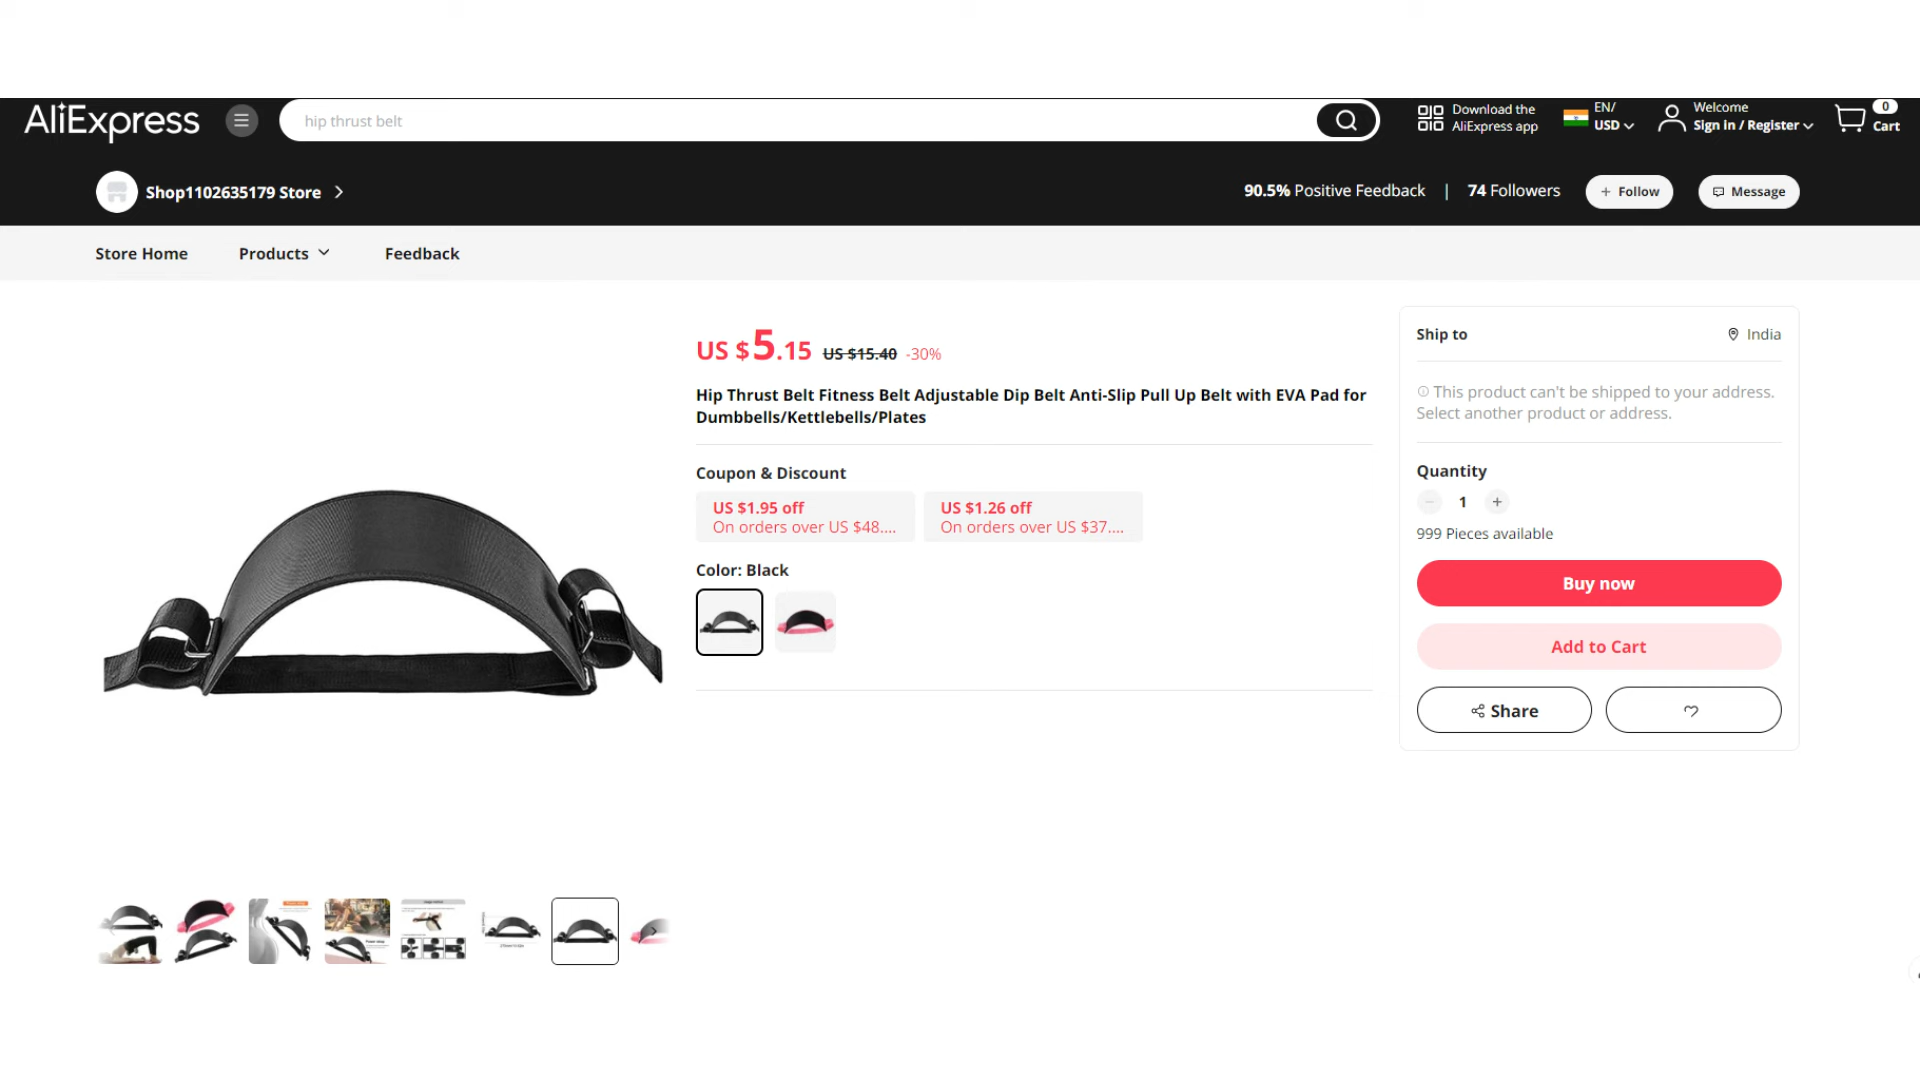 AliExpress
hip thrust belt
Download the
AliExpress app
EN/
USD
Welcome
Sign in / Register
0
Cart
Shop1102635179 Store
90.5% Positive Feedback | 74 Followers
+ Follow
Message
Store Home
Products
Feedback
US $5.15 US $15.40 -30%
Hip Thrust Belt Fitness Belt Adjustable Dip Belt Anti-Slip Pull Up Belt with EVA Pad for
Dumbbells/Kettlebells/Plates
Coupon & Discount
US $1.95 off
On orders over US $48....
US $1.26 off
On orders over US $37....
Color: Black
Ship to
India
This product can't be shipped to your address.
Select another product or address.
Quantity
- 1 +
999 Pieces available
Buy now
Add to Cart
Share